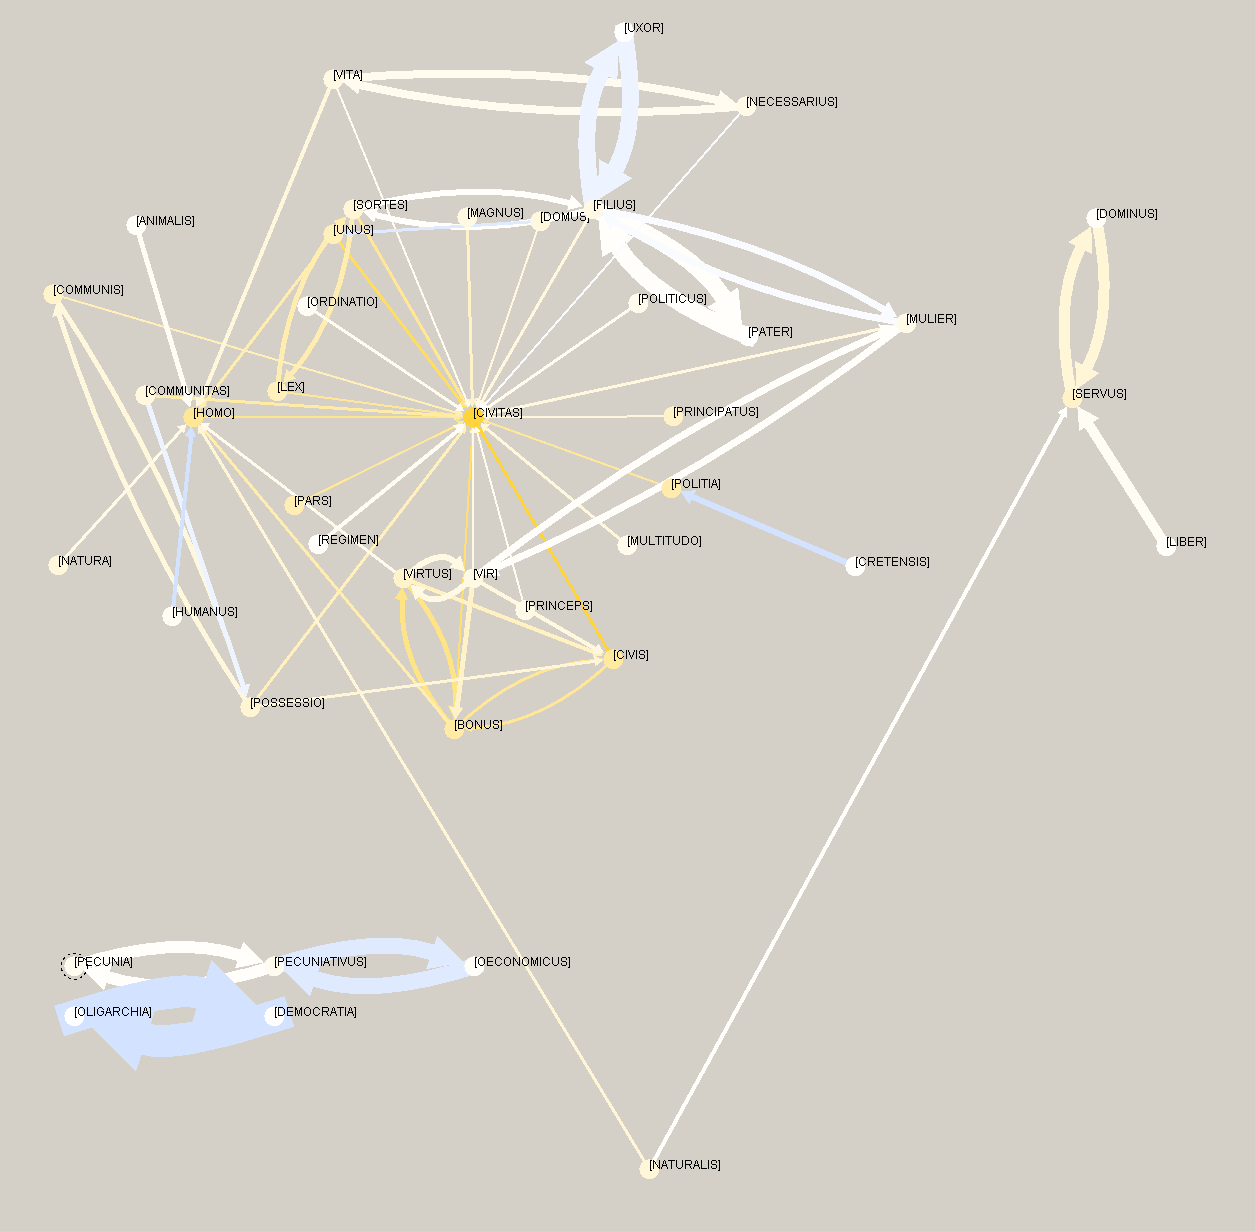 [UXOR]
[VITA]
[NECESSARIUS]
[SORTES]
[MAGNUS]
[DOMUS]
[FILIUS]
[ANIMALIS]
[UNUS]
[DOMINUS]
[COMMUNIS]
[ORDINATIO]
[POLITICUS]
[PATER]
[MULIER]
[COMMUNITAS]
[LEX]
[HOMO]
[CIVITAS]
[PRINCIPATUS]
[SERVUS]
[PARS]
[POLITIA]
[REGIMEN]
[MULTITUDO]
[LIBER]
[NATURA]
[VIRTUS]
[VIR]
[CRETENSIS]
[HUMANUS]
[PRINCEPS]
[CIVIS]
[POSSESSIO]
[BONUS]
[PECUNIA]
[PECUNIATIVUS]
[OECONOMICUS]
[OLIGARCHIA]
[DEMOCRATIA]
[NATURALIS]